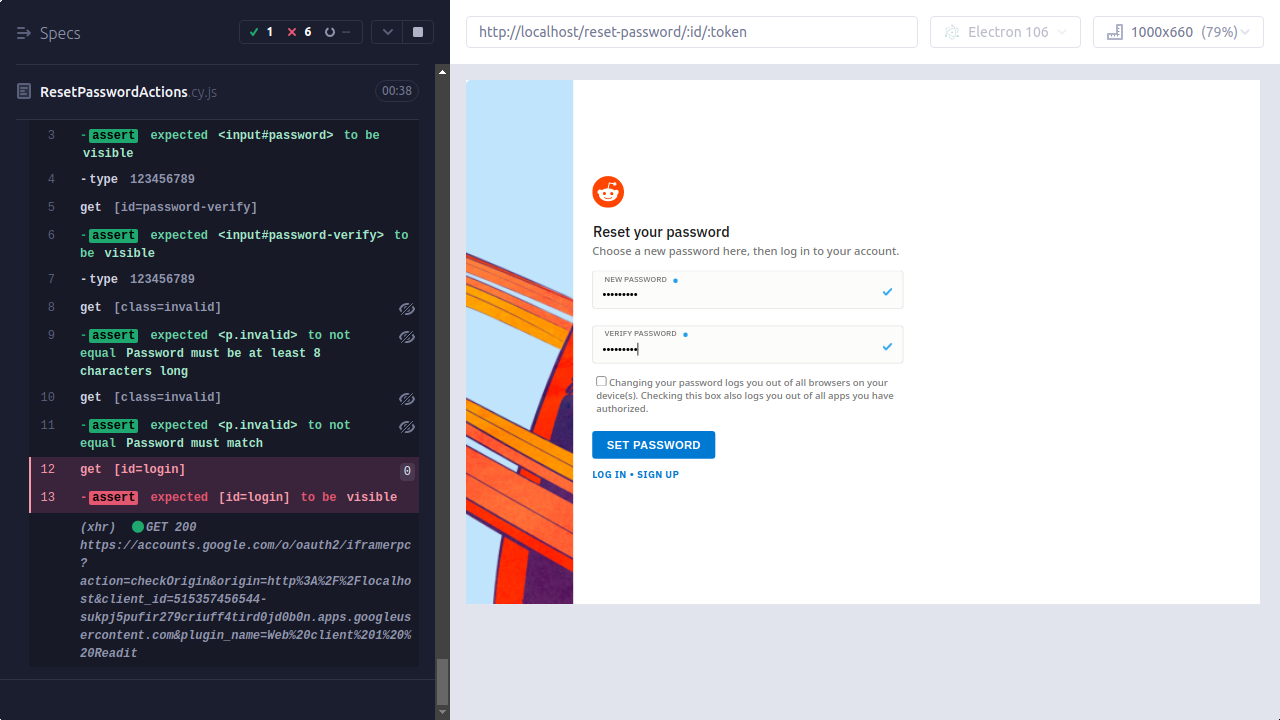 Specs
1
6
--
http://localhost/reset-password/:id/:token
Electron 106
1000x660 (79%)
ResetPasswordActions.cy.js
00:38
3 -assert expected <input#password> to be
visible
4 -type 123456789
5 get [id=password-verify]
6 -assert expected <input#password-verify> to
be visible
7 -type 123456789
8 get [class=invalid]
9 -assert expected <p.invalid> to not
equal Password must be at least 8
characters long
10 get [class=invalid]
11 -assert expected <p.invalid> to not
equal Password must match
12 get [id=login] 0
13 -assert expected [id=login] to be visible
(xhr) GET 200
https://accounts.google.com/o/oauth2/iframerpc
?
action=checkOrigin&origin=http%3A%2F%2Flocalho
st&client_id=515357456544-
sukpj5pufir279criuff4tird0jd0b0n.apps.googleus
ercontent.com&plugin_name=Web%20client%201%20%
20Readit
Reset your password
Choose a new password here, then log in to your account.
NEW PASSWORD
•••••••••
VERIFY PASSWORD
•••••••••
Changing your password logs you out of all browsers on your
device(s). Checking this box also logs you out of all apps you have
authorized.
SET PASSWORD
LOG IN • SIGN UP